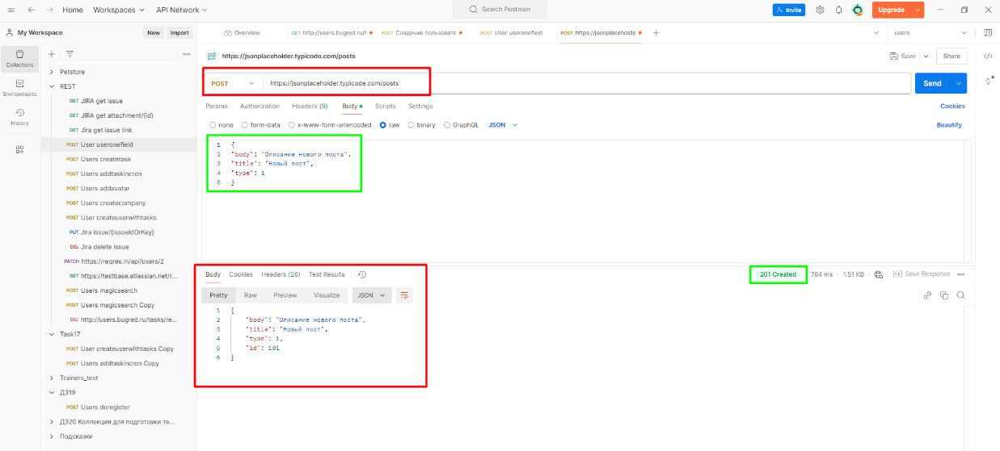 Home Workspaces API Network Search Postman Invite Upgrade
My Workspace New Import Overview GET http://users.bugred.ru/t POST Создание пользовате POST User useronefield POST https://jsonplaceholde users
Collections
Environments
History
Petstore
REST
GET JIRA get issue
GET JIRA get attachment/{id}
GET Jira get issue link
POST User useronefield
POST Users createtask
POST Users addtaskincron
POST Users addavatar
POST Users createcompany
POST User createuserwithtasks
PUT Jira issue/{issueIdOrKey}
DEL Jira delete issue
PATCH https://reqres.in/api/users/2
GET https://testbase.atlassian.net/r...
POST Users magicsearch
POST Users magicsearch Copy
DEL http://users.bugred.ru/tasks/re...
Task17
POST User createuserwithtasks Copy
POST Users addtaskincron Copy
Trainers_test
ДЗ19
POST Users doregister
ДЗ20 Коллекция для подготовки те...
Подсказки
https://jsonplaceholder.typicode.com/posts Save Share
POST https://jsonplaceholder.typicode.com/posts Send
Params Authorization Headers (9) Body Scripts Settings Cookies
none form-data x-www-form-urlencoded raw binary GraphQL JSON Beautify
1 {
2 "body": "Описание нового поста",
3 "title": "Новый пост",
4 "type": 1
5 }
Body Cookies Headers (26) Test Results 201 Created 784 ms 1.51 KB Save Response
Pretty Raw Preview Visualize JSON
1 {
2 "body": "Описание нового поста",
3 "title": "Новый пост",
4 "type": 1,
5 "id": 101
6 }